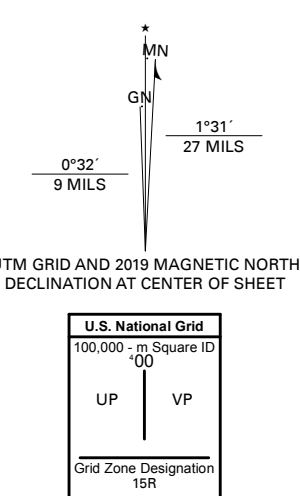 ★
MN
GN
1°31´
27 MILS
0°32´
9 MILS
UTM GRID AND 2019 MAGNETIC NORTH
DECLINATION AT CENTER OF SHEET
U.S. National Grid
100,000 - m Square ID
⁴00
UP VP
Grid Zone Designation
15R